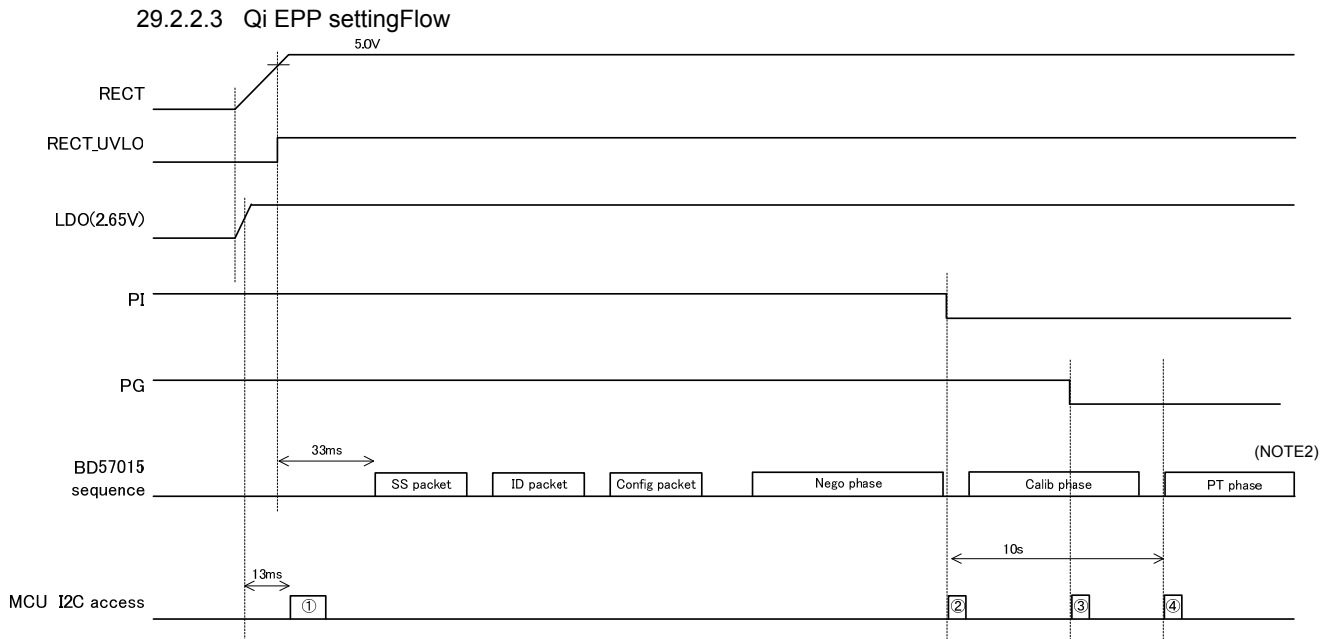 29.2.2.3 Qi EPP settingFlow
5.0V
RECT
RECT_UVLO
LDO(2.65V)
PI
PG
33ms
(NOTE2)
BD57015
sequence
SS packet
ID packet
Config packet
Nego phase
Calib phase
PT phase
10s
13ms
MCU I2C access
①
②
③
④